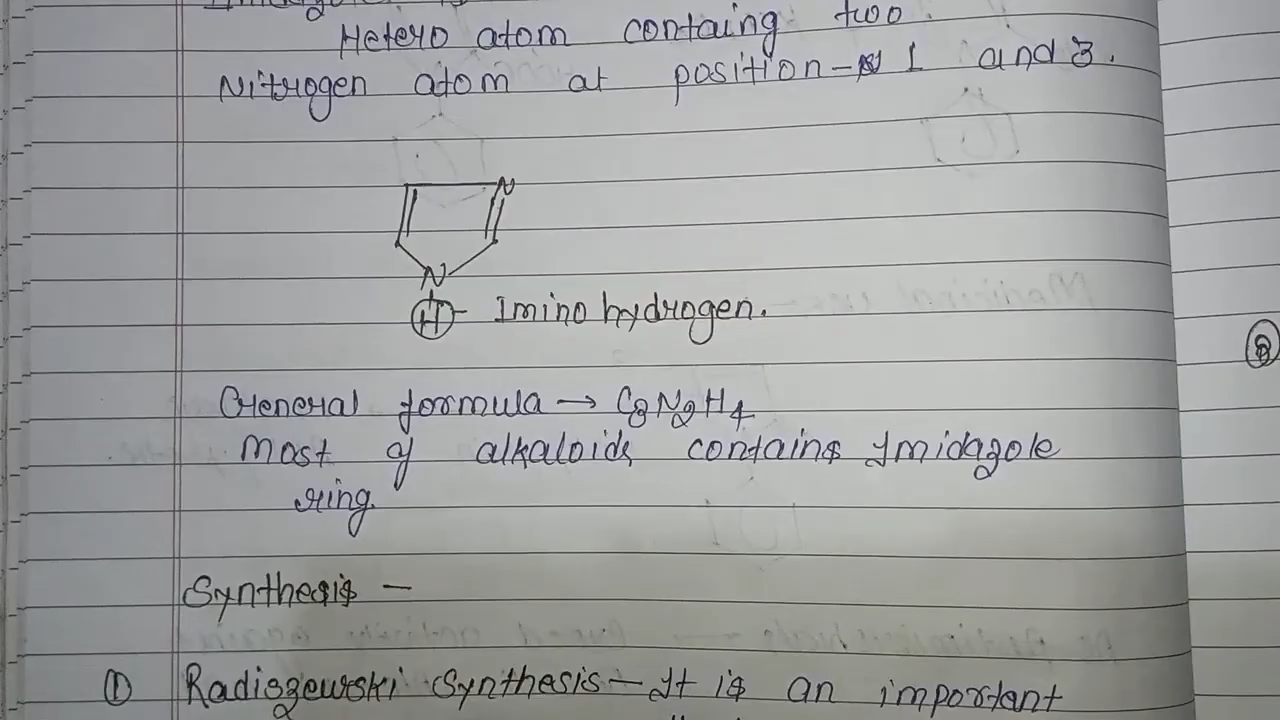 Hetero atom containg two
Nitrogen atom at position - 1 and 3.
N
N
H - Imino hydrogen.
General formula → C3N2H4
Most of alkaloids contains Imidazole
ring.
Synthesis -
① Radiszewski Synthesis - It is an important